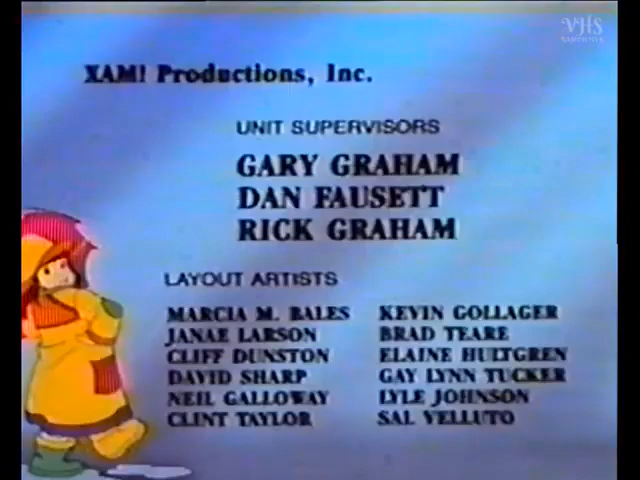 VHS
XAM! Productions, Inc.
UNIT SUPERVISORS
GARY GRAHAM
DAN FAUSETT
RICK GRAHAM
LAYOUT ARTISTS
MARCIA M. BALES
JANAE LARSON
CLIFF DUNSTON
DAVID SHARP
NEIL GALLOWAY
CLINT TAYLOR
KEVIN GOLLAGER
BRAD TEARE
ELAINE HULTGREN
GAY LYNN TUCKER
LYLE JOHNSON
SAL VELLUTO